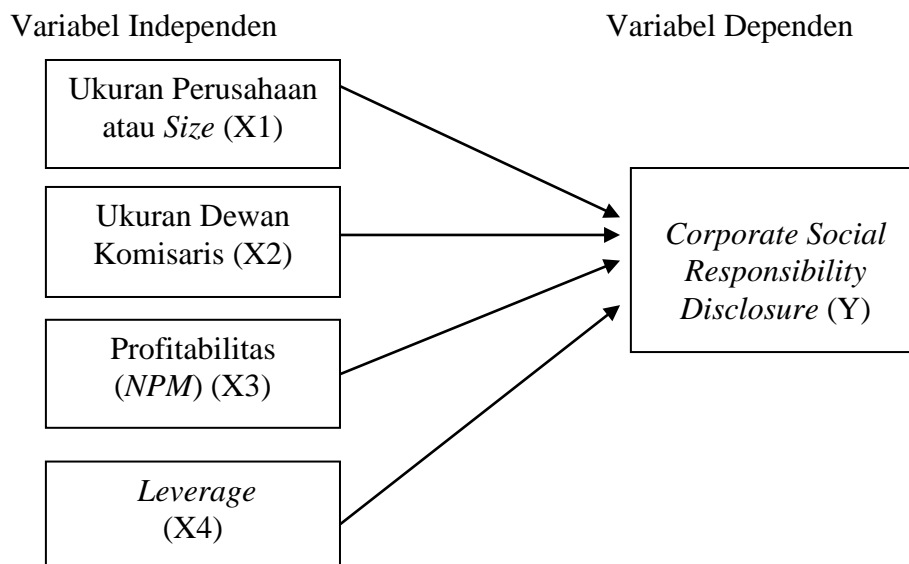 Variabel Independen
Variabel Dependen
Ukuran Perusahaan
atau Size (X1)
Ukuran Dewan
Komisaris (X2)
Profitabilitas
(NPM) (X3)
Leverage
(X4)
Corporate Social
Responsibility
Disclosure (Y)